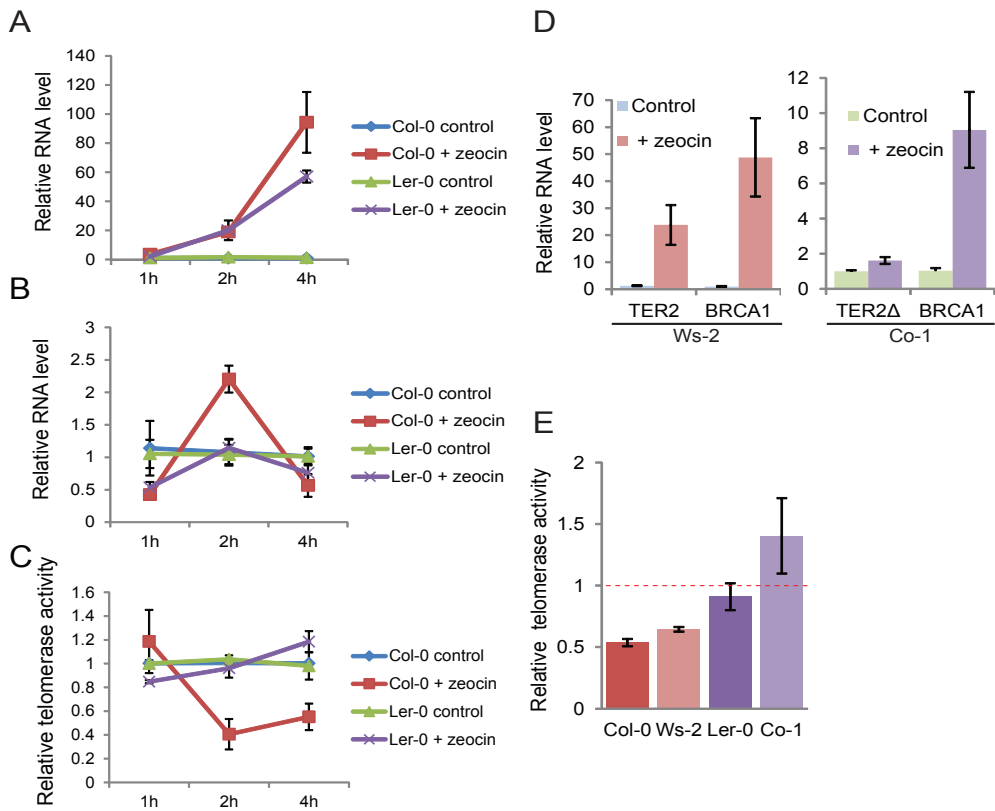 A
Relative RNA level
140
120
100
80
60
40
20
0
1h 2h 4h
Col-0 control
Col-0 + zeocin
Ler-0 control
Ler-0 + zeocin
B
Relative RNA level
3
2.5
2
1.5
1
0.5
0
1h 2h 4h
Col-0 control
Col-0 + zeocin
Ler-0 control
Ler-0 + zeocin
C
Relative telomerase activity
1.6
1.4
1.2
1
0.8
0.6
0.4
0.2
0
1h 2h 4h
Col-0 control
Col-0 + zeocin
Ler-0 control
Ler-0 + zeocin
D
Relative RNA level
70
60
50
40
30
20
10
0
Control
+ zeocin
TER2 BRCA1
Ws-2
12
10
8
6
4
2
0
Control
+ zeocin
TER2Δ BRCA1
Co-1
E
Relative telomerase activity
2
1.5
1
0.5
0
Col-0 Ws-2 Ler-0 Co-1